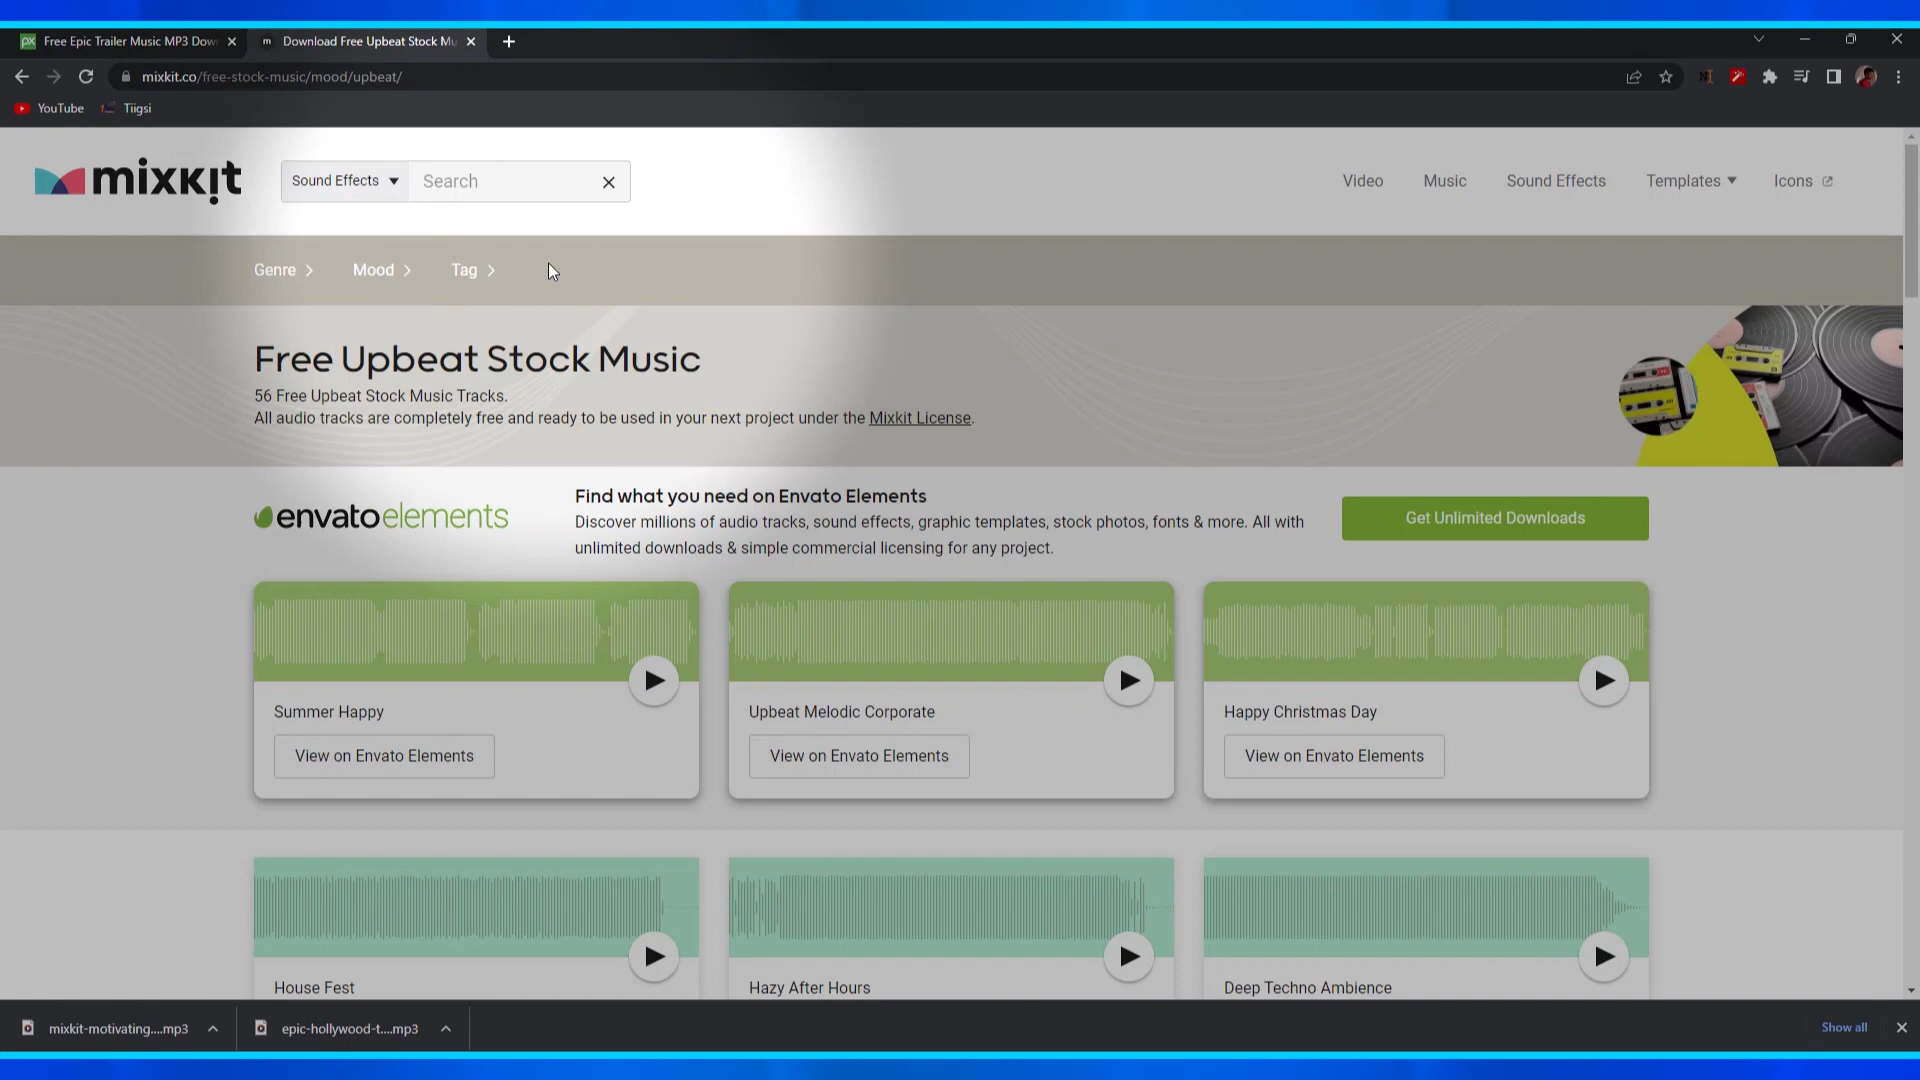 Free Epic Trailer Music MP3 Dow
m Download Free Upbeat Stock Mu
mixkit.co/free-stock-music/mood/upbeat/
YouTube Tiigsi
mixkit
Sound Effects Search
Video Music Sound Effects Templates Icons
Genre Mood Tag
Free Upbeat Stock Music
56 Free Upbeat Stock Music Tracks.
All audio tracks are completely free and ready to be used in your next project under the Mixkit License.
envato elements
Find what you need on Envato Elements
Discover millions of audio tracks, sound effects, graphic templates, stock photos, fonts & more. All with
unlimited downloads & simple commercial licensing for any project.
Get Unlimited Downloads
Summer Happy Upbeat Melodic Corporate Happy Christmas Day
View on Envato Elements View on Envato Elements View on Envato Elements
House Fest Hazy After Hours Deep Techno Ambience
mixkit-motivating....mp3 epic-hollywood-t....mp3 Show all